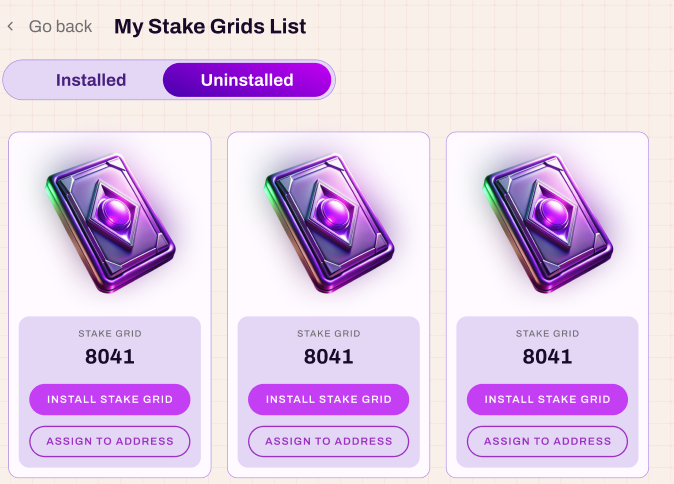 Go back
My Stake Grids List
Installed
Uninstalled
STAKE GRID
8041
INSTALL STAKE GRID
ASSIGN TO ADDRESS
STAKE GRID
8041
INSTALL STAKE GRID
ASSIGN TO ADDRESS
STAKE GRID
8041
INSTALL STAKE GRID
ASSIGN TO ADDRESS